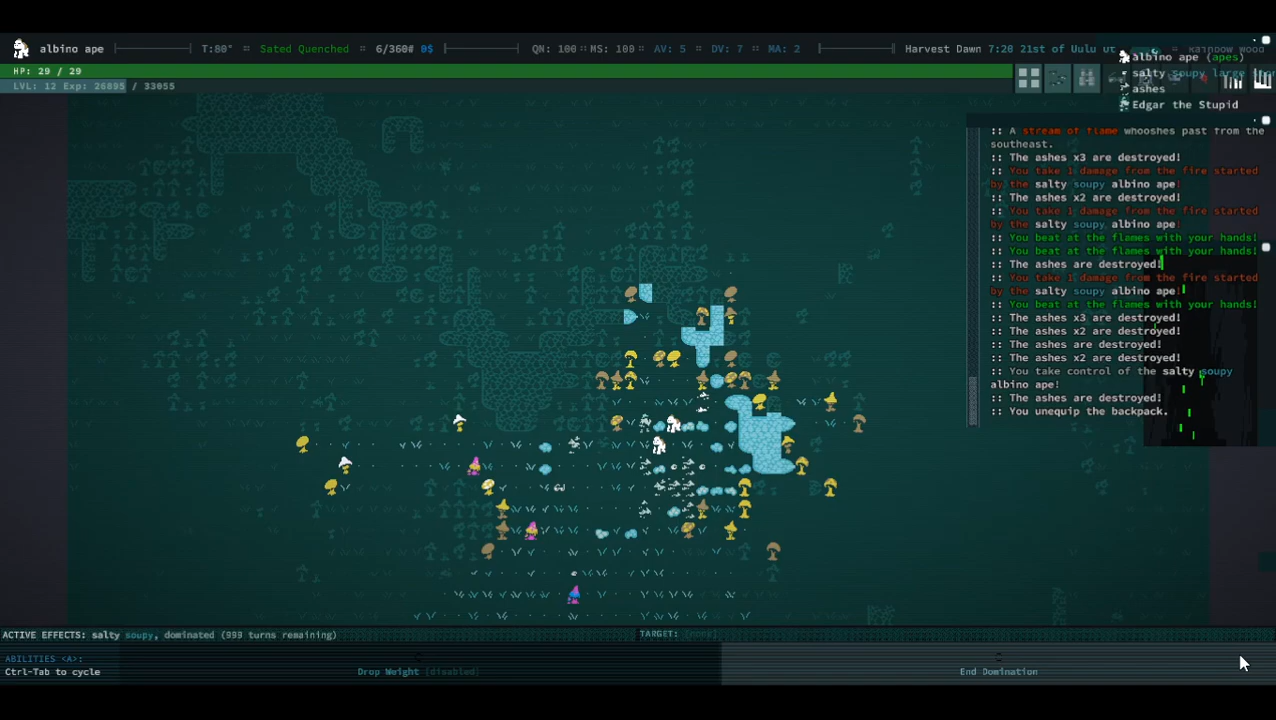 albino ape T:80° Sated Quenched 6/360# 0$ QN: 100 MS: 100 AV: 5 DV: 7 MA: 2 Harvest Dawn 7:20 21st of Uulu Ut
HP: 29 / 29
LVL: 12 Exp: 26095 / 33055
albino ape (apes)
salty soupy large
ashes
Edgar the Stupid
:: A stream of flame whooshes past from the
southeast.
:: The ashes x3 are destroyed!
:: You take 1 damage from the fire started
by the salty soupy albino ape!
:: The ashes x2 are destroyed!
:: You take 1 damage from the fire started
by the salty soupy albino ape!
:: You beat at the flames with your hands!
:: You beat at the flames with your hands!
:: The ashes are destroyed!
:: You take 1 damage from the fire started
by the salty soupy albino ape!
:: You beat at the flames with your hands!
:: The ashes x3 are destroyed!
:: The ashes x2 are destroyed!
:: The ashes are destroyed!
:: The ashes x2 are destroyed!
:: You take control of the salty soupy
albino ape!
:: The ashes are destroyed!
:: You unequip the backpack.
ACTIVE EFFECTS: salty soupy, dominated (999 turns remaining)
TARGET: [none]
ABILITIES <A>:
Ctrl-Tab to cycle
Drop Weight [disabled]
End Domination